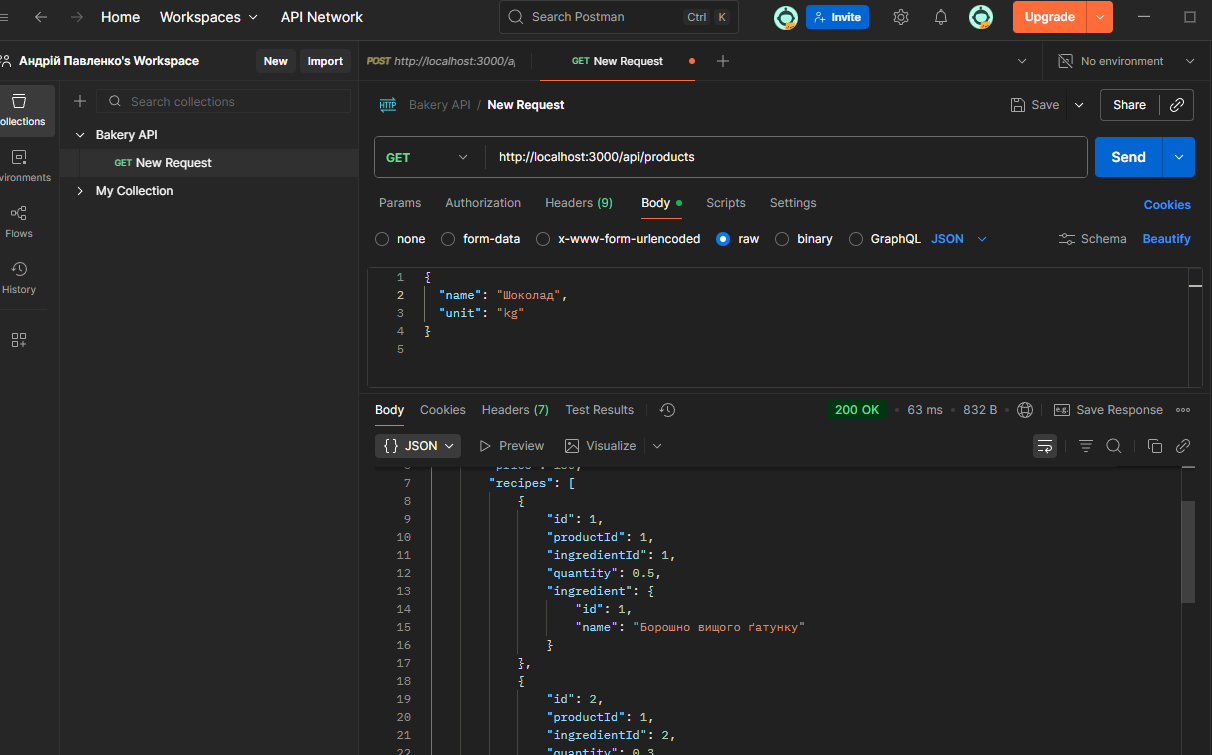 Home Workspaces API Network Search Postman Ctrl K Invite Upgrade
Андрій Павленко's Workspace New Import POST http://localhost:3000/a GET New Request No environment
ollections Search collections Bakery API / New Request Save Share
Bakery API
GET New Request GET http://localhost:3000/api/products Send
vironments
My Collection
Params Authorization Headers (9) Body Scripts Settings Cookies
Flows
none form-data x-www-form-urlencoded raw binary GraphQL JSON Schema Beautify
History
1 {
2 "name": "Шоколад",
3 "unit": "kg"
4 }
5
Body Cookies Headers (7) Test Results 200 OK 63 ms 832 B e.g. Save Response
{} JSON Preview Visualize
7 "recipes": [
8 {
9 "id": 1,
10 "productId": 1,
11 "ingredientId": 1,
12 "quantity": 0.5,
13 "ingredient": {
14 "id": 1,
15 "name": "Борошно вищого ґатунку"
16 }
17 },
18 {
19 "id": 2,
20 "productId": 1,
21 "ingredientId": 2,
22 "quantity": 0.3